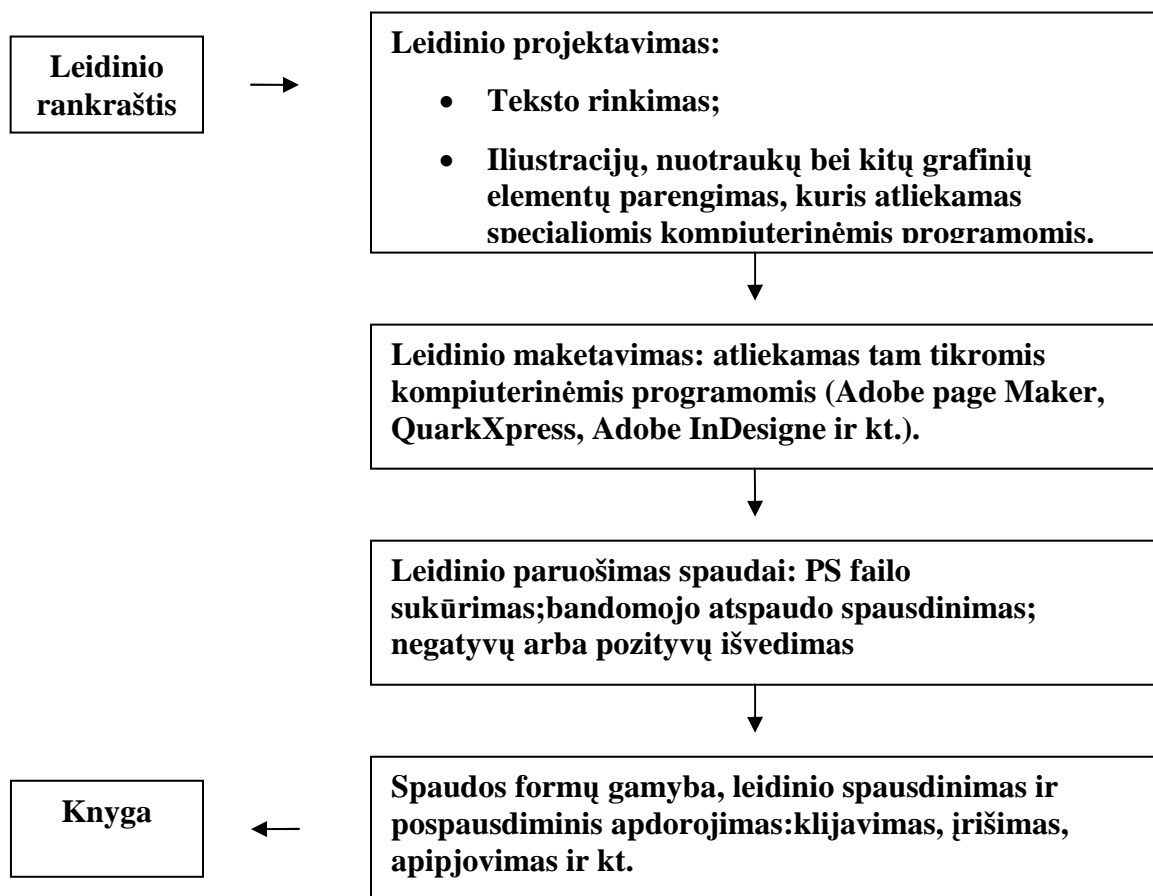 Leidinio
rankraštis
Leidinio projektavimas:
• Teksto rinkimas;
• Iliustracijų, nuotraukų bei kitų grafinių
elementų parengimas, kuris atliekamas
specialiomis kompiuterinėmis programomis.
Leidinio maketavimas: atliekamas tam tikromis
kompiuterinėmis programomis (Adobe page Maker,
QuarkXpress, Adobe InDesigne ir kt.).
Leidinio paruošimas spaudai: PS failo
sukūrimas;bandomojo atspaudo spausdinimas;
negatyvų arba pozityvų išvedimas
Spaudos formų gamyba, leidinio spausdinimas ir
pospausdiminis apdorojimas:klijavimas, įrišimas,
apipjovimas ir kt.
Knyga